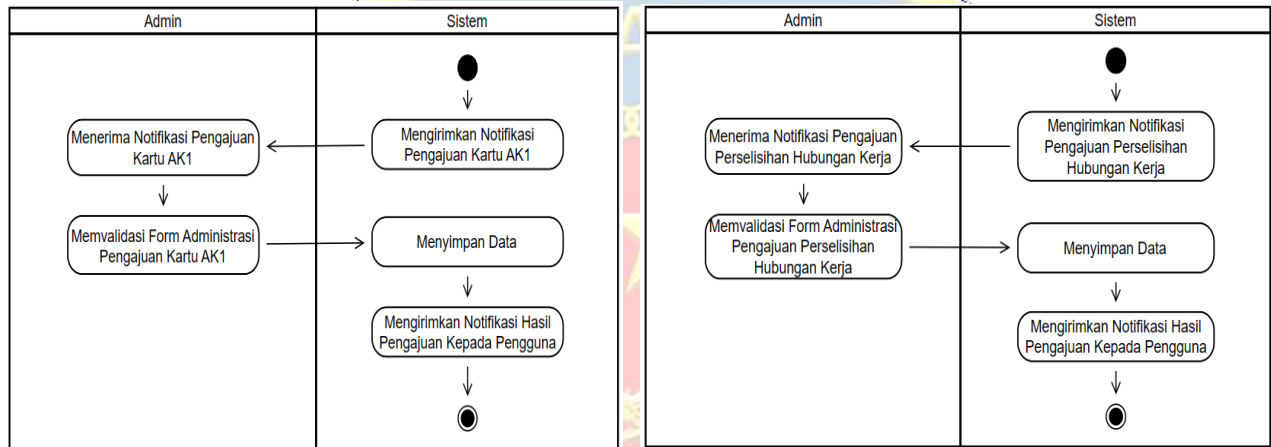 Admin
Sistem
Mengirimkan Notifikasi
Pengajuan Kartu AK1
Menerima Notifikasi Pengajuan
Kartu AK1
Memvalidasi Form Administrasi
Pengajuan Kartu AK1
Menyimpan Data
Mengirimkan Notifikasi Hasil
Pengajuan Kepada Pengguna
Admin
Sistem
Mengirimkan Notifikasi
Pengajuan Perselisihan
Hubungan Kerja
Menerima Notifikasi Pengajuan
Perselisihan Hubungan Kerja
Memvalidasi Form Administrasi
Pengajuan Perselisihan
Hubungan Kerja
Menyimpan Data
Mengirimkan Notifikasi Hasil
Pengajuan Kepada Pengguna